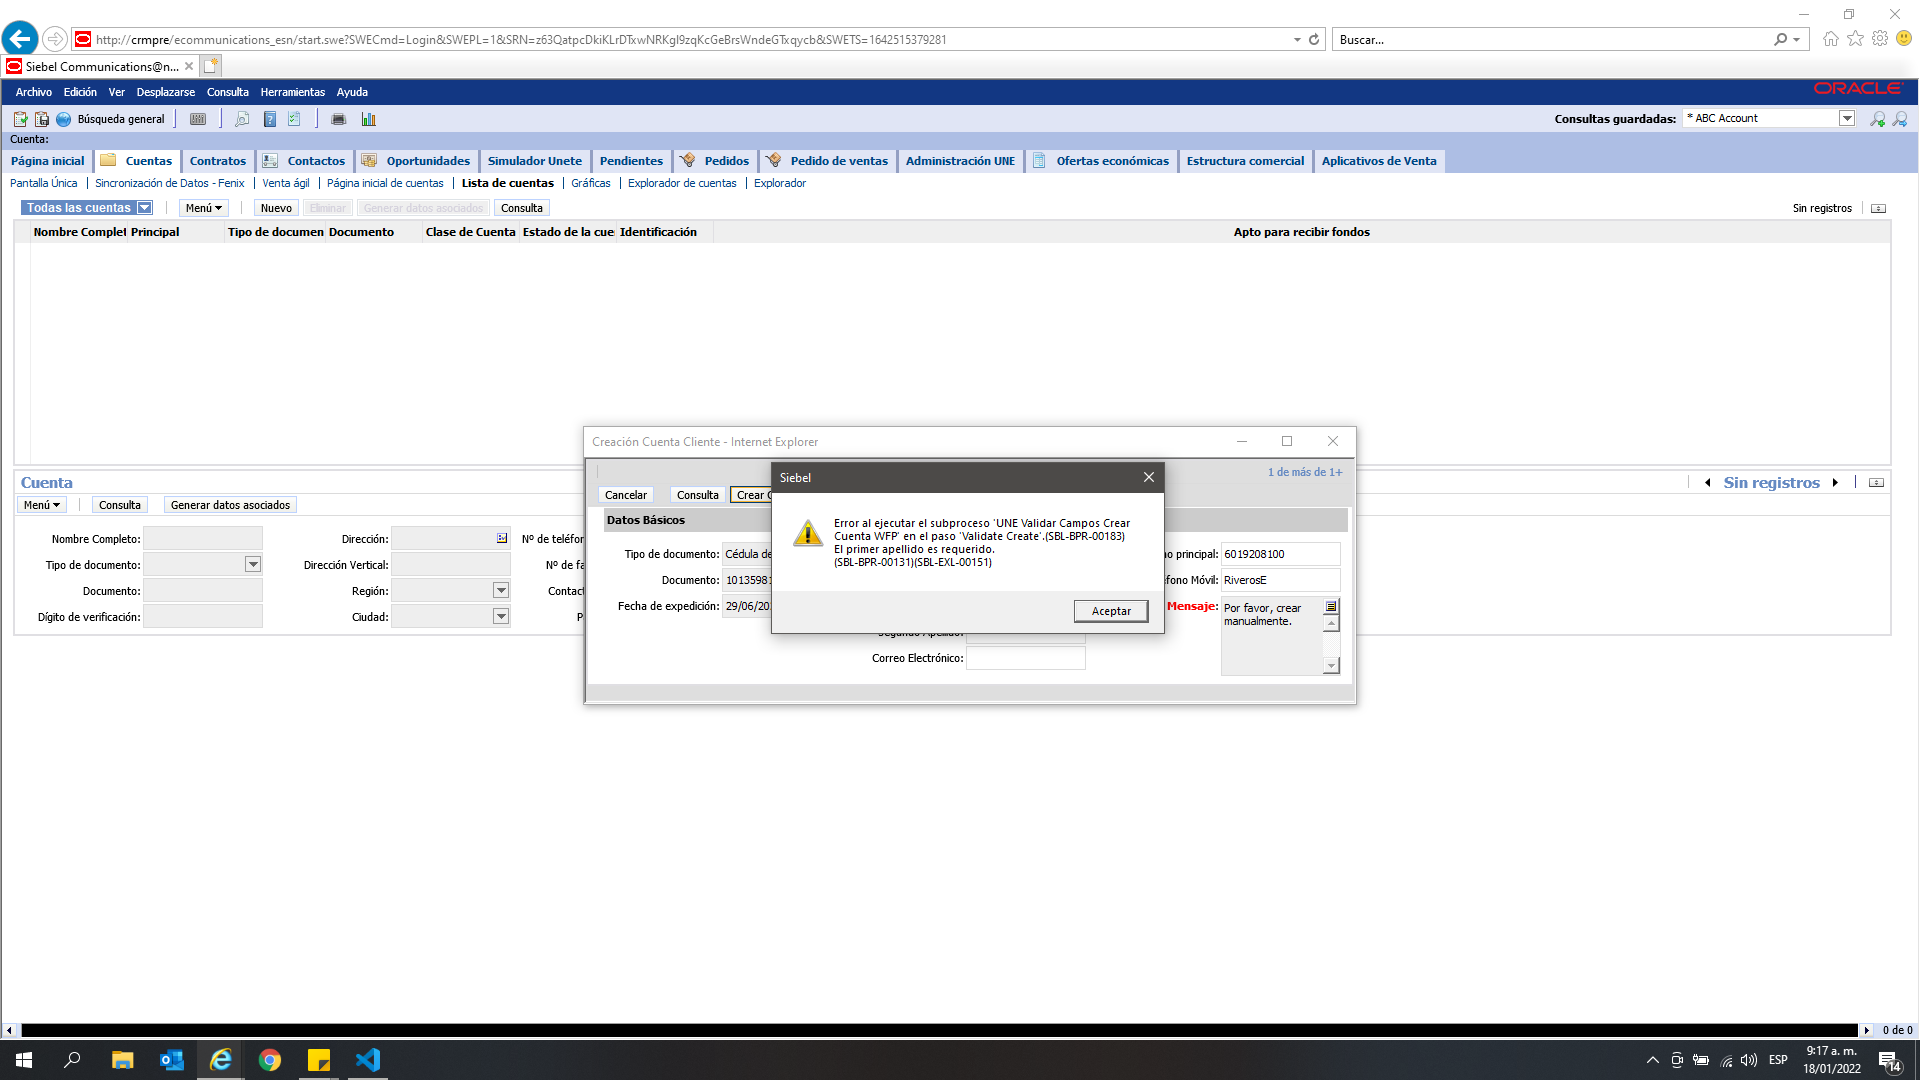 http://crmpre/ecommunications_esn/start.swe?SWECmd=Login&SWEPL=1&SRN=z63QatpcDkiKLrDTxwNRKgI9zqKcGeBrsWndeGTxqycb&SWETS=1642515379281
Buscar...
Siebel Communications@n...
Archivo Edición Ver Desplazarse Consulta Herramientas Ayuda
ORACLE
Búsqueda general
Consultas guardadas: * ABC Account
Cuenta:
Página inicial Cuentas Contratos Contactos Oportunidades Simulador Unete Pendientes Pedidos Pedido de ventas Administración UNE Ofertas económicas Estructura comercial Aplicativos de Venta
Pantalla Única Sincronización de Datos - Fenix Venta ágil Página inicial de cuentas Lista de cuentas Gráficas Explorador de cuentas Explorador
Todas las cuentas Menú Nuevo Eliminar Generar datos asociados Consulta Sin registros
Nombre Complet Principal Tipo de documen Documento Clase de Cuenta Estado de la cue Identificación Apto para recibir fondos
Creación Cuenta Cliente - Internet Explorer
1 de más de 1+
Cancelar Consulta Crear
Datos Básicos
Tipo de documento: Cédula de
Documento: 10135981
Fecha de expedición: 29/06/20
Correo Electrónico:
principal: 6019208100
fono Móvil: RiverosE
Mensaje: Por favor, crear
manualmente.
Siebel
Error al ejecutar el subproceso 'UNE Validar Campos Crear
Cuenta WFP' en el paso 'Validate Create'.(SBL-BPR-00183)
El primer apellido es requerido.
(SBL-BPR-00131)(SBL-EXL-00151)
Aceptar
Cuenta
Sin registros
Menú Consulta Generar datos asociados
Nombre Completo: Dirección: Nº de teléfor
Tipo de documento: Dirección Vertical: Nº de fa
Documento: Región: Contact
Dígito de verificación: Ciudad: P
0 de 0
ESP
9:17 a. m.
18/01/2022
14